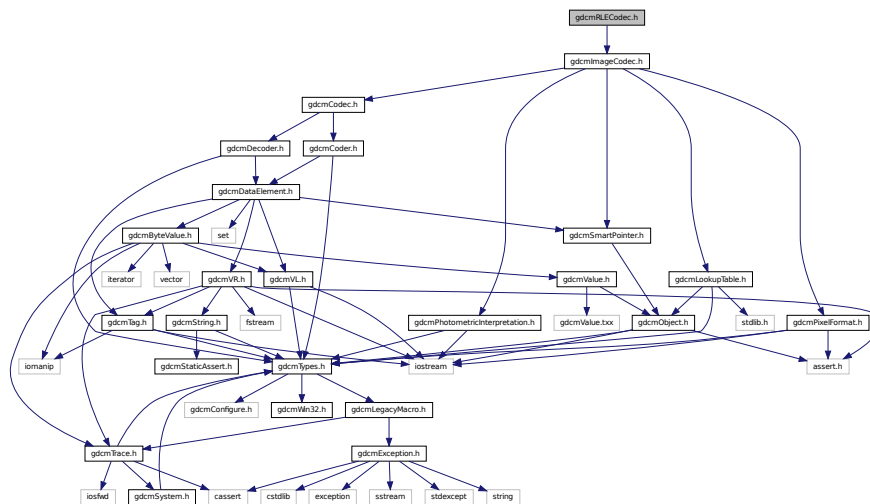 gdcmRLECodec.h
gdcmImageCodec.h
gdcmCodec.h
gdcmDecoder.h
gdcmCoder.h
gdcmDataElement.h
gdcmByteValue.h
set
gdcmSmartPointer.h
iterator
vector
gdcmVR.h
gdcmVL.h
gdcmValue.h
gdcmLookupTable.h
gdcmTag.h
gdcmString.h
fstream
gdcmPhotometricInterpretation.h
gdcmValue.txx
gdcmObject.h
stdlib.h
gdcmPixelFormat.h
iomanip
gdcmStaticAssert.h
gdcmTypes.h
iostream
assert.h
gdcmConfigure.h
gdcmWin32.h
gdcmLegacyMacro.h
gdcmTrace.h
gdcmException.h
iosfwd
gdcmSystem.h
cassert
cstdlib
exception
sstream
stdexcept
string